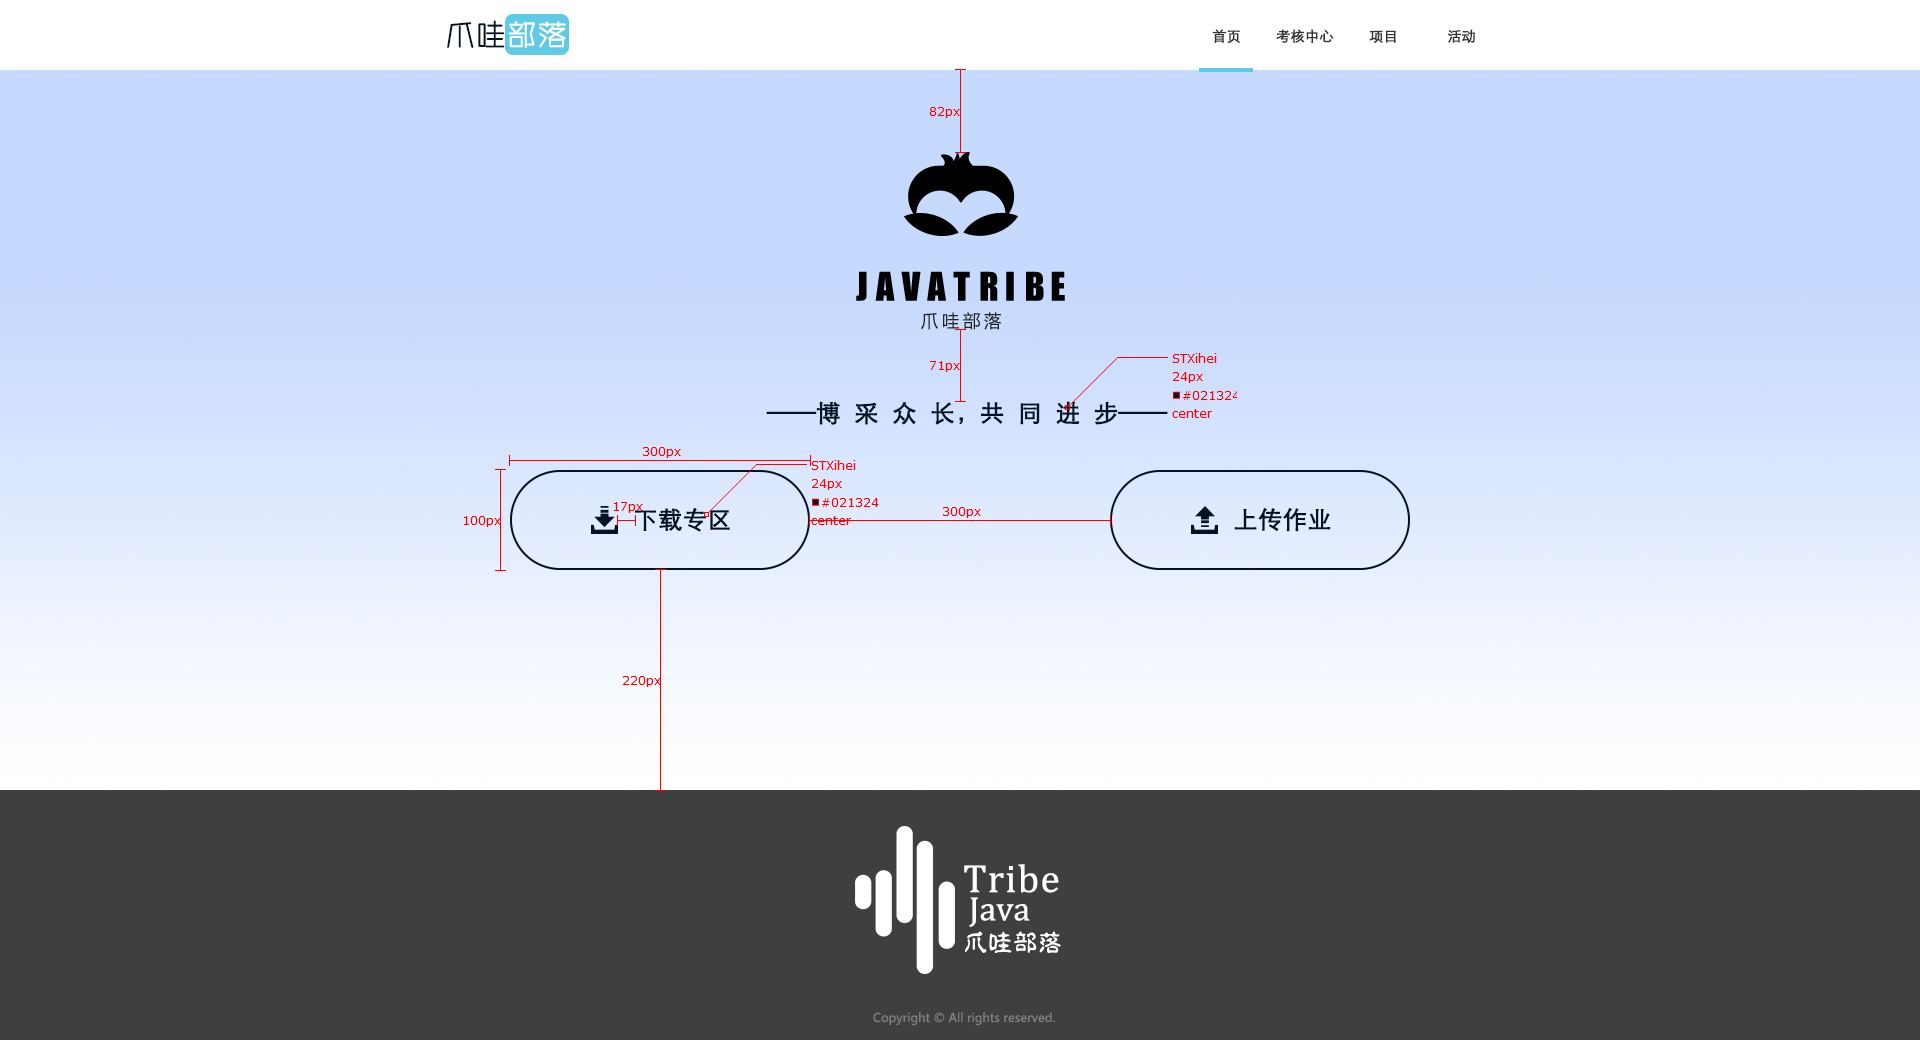 爪哇部落
首页 考核中心 项目 活动
82px
JAVATRIBE
爪哇部落
71px
STXihei
24px
#021324
center
——博采众长，共同进步——
300px
STXihei
24px
#021324
center
100px
17px
下载专区
300px
上传作业
220px
Tribe
Java
爪哇部落
Copyright © All rights reserved.